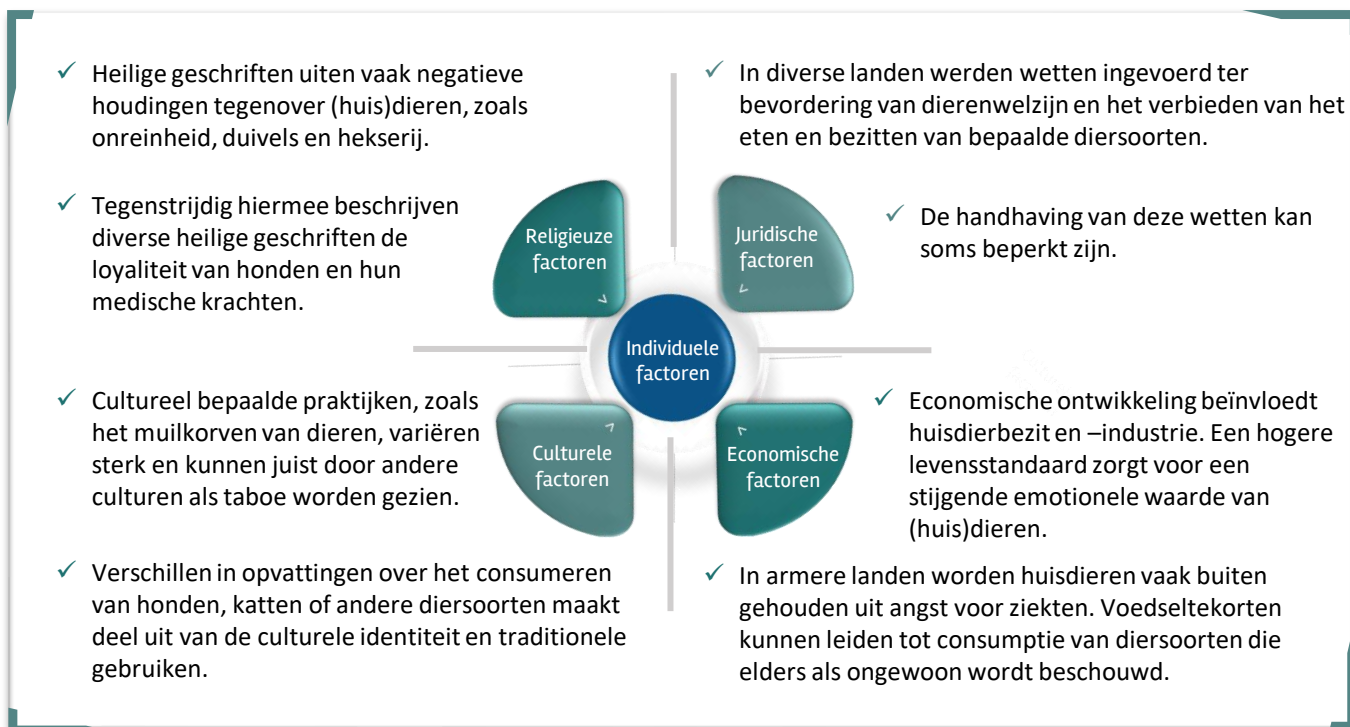 Heilige geschriften uiten vaak negatieve
houdingen tegenover (huis)dieren, zoals
onreinheid, duivels en hekserij.
Tegenstrijdig hiermee beschrijven
diverse heilige geschriften de
loyaliteit van honden en hun
medische krachten.
In diverse landen werden wetten ingevoerd ter
bevordering van dierenwelzijn en het verbieden van het
eten en bezitten van bepaalde diersoorten.
De handhaving van deze wetten kan
soms beperkt zijn.
Religieuze
factoren
Juridische
factoren
Individuele
factoren
Culturele
factoren
Economische
factoren
Cultureel bepaalde praktijken, zoals
het muilkorven van dieren, variëren
sterk en kunnen juist door andere
culturen als taboe worden gezien.
Verschillen in opvattingen over het consumeren
van honden, katten of andere diersoorten maakt
deel uit van de culturele identiteit en traditionele
gebruiken.
Economische ontwikkeling beïnvloedt
huisdierbezit en –industrie. Een hogere
levensstandaard zorgt voor een
stijgende emotionele waarde van
(huis)dieren.
In armere landen worden huisdieren vaak buiten
gehouden uit angst voor ziekten. Voedseltekorten
kunnen leiden tot consumptie van diersoorten die
elders als ongewoon wordt beschouwd.